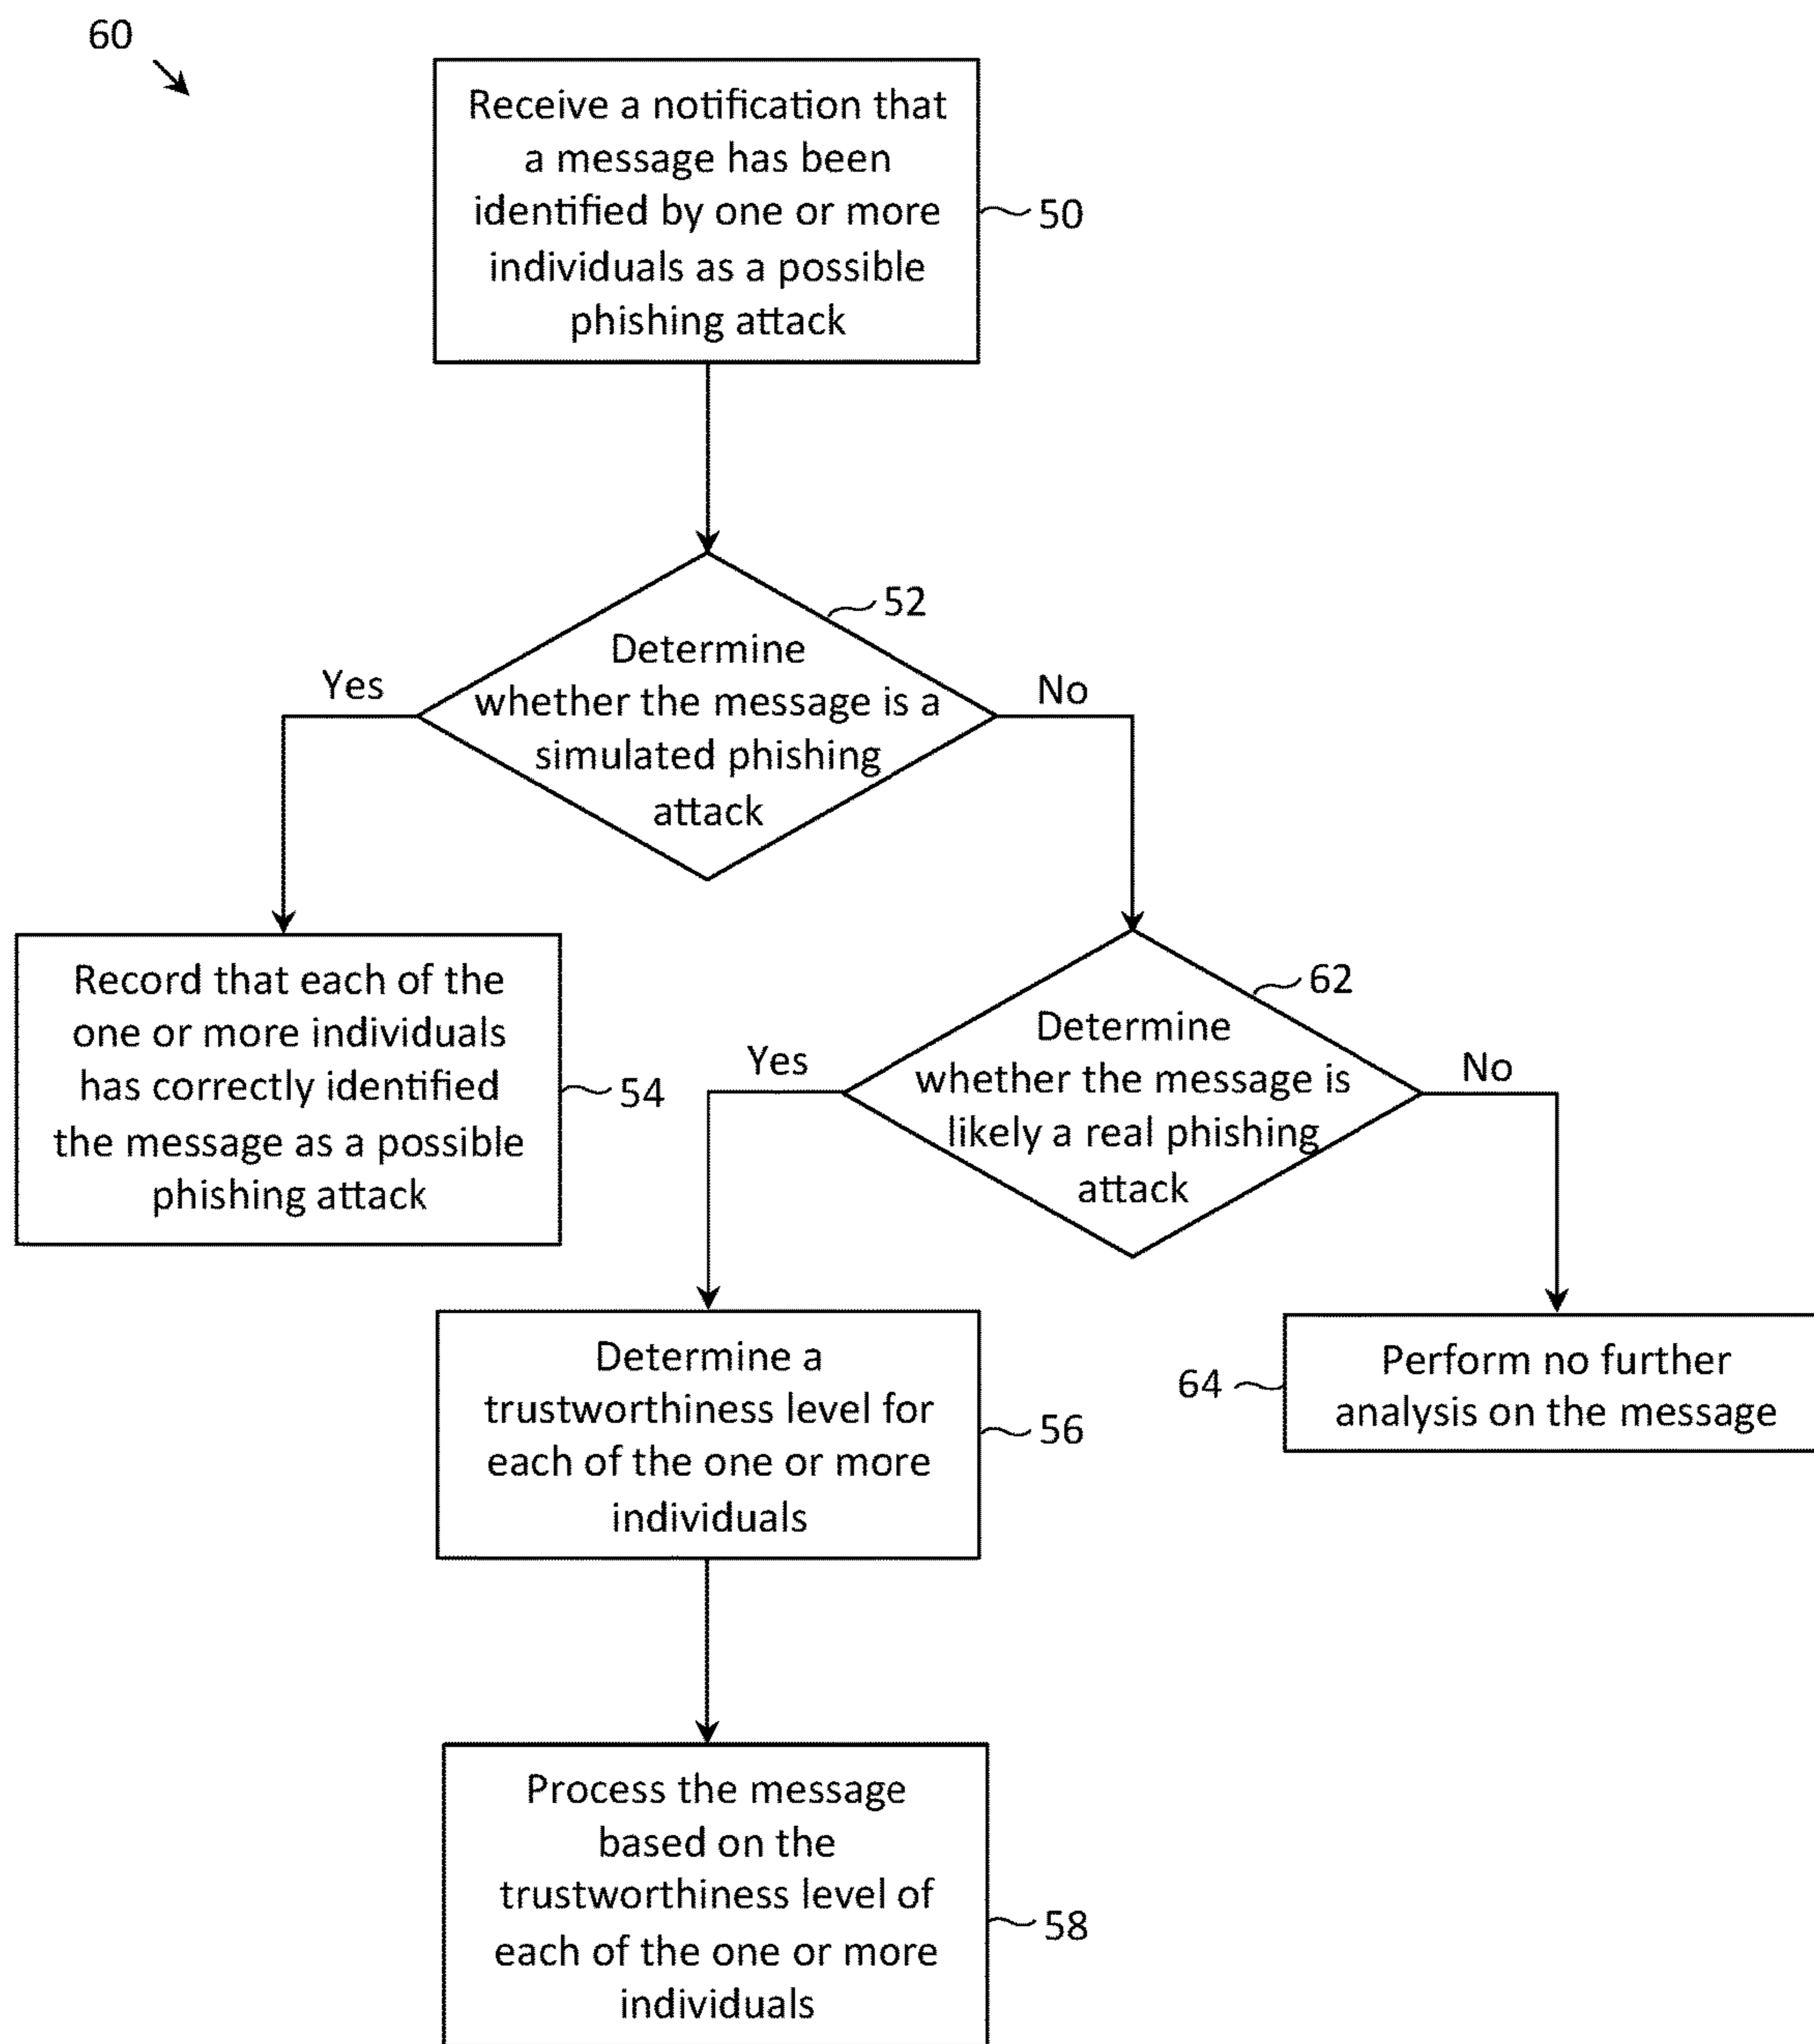 60
Receive a notification that
a message has been
identified by one or more
individuals as a possible
phishing attack
50
52
Determine
whether the message is a
simulated phishing
attack
Yes
No
Record that each of the
one or more individuals
has correctly identified
the message as a possible
phishing attack
54
62
Determine
whether the message is
likely a real phishing
attack
Yes
No
Determine a
trustworthiness level for
each of the one or more
individuals
56
64
Perform no further
analysis on the message
Process the message
based on the
trustworthiness level of
each of the one or more
individuals
58